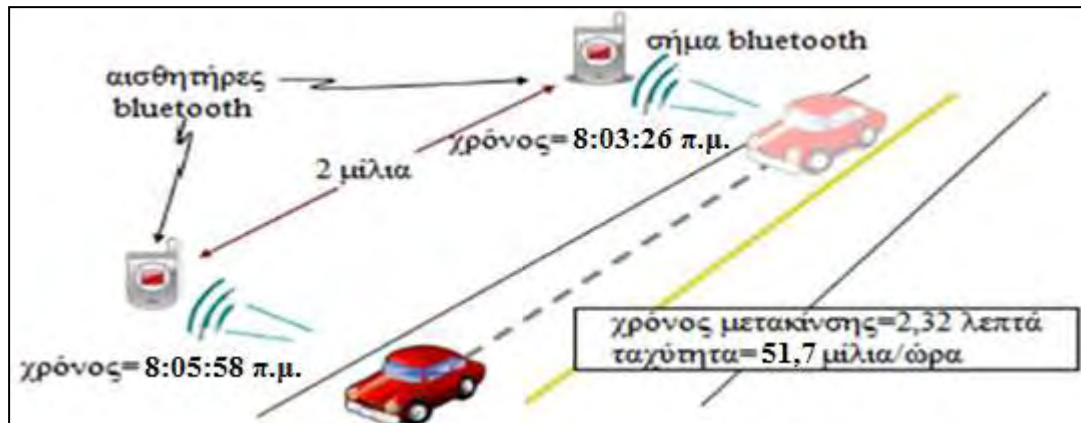 σήμα bluetooth
αισθητήρες
bluetooth
χρόνος= 8:03:26 π.μ.
2 μίλια
χρόνος μετακίνσης=2,32 λεπτά
ταχύτητα= 51,7 μίλια/ώρα
χρόνος= 8:05:58 π.μ.